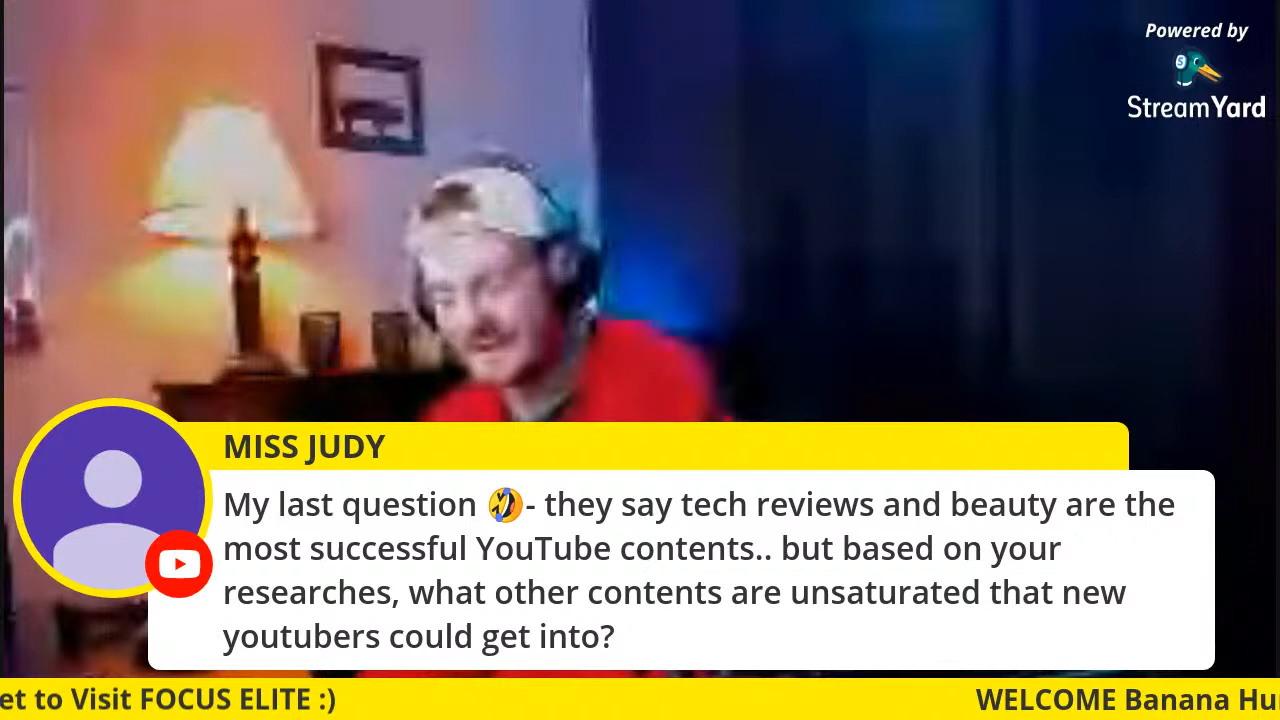 Powered by
StreamYard
MISS JUDY
My last question 🤣- they say tech reviews and beauty are the
most successful YouTube contents.. but based on your
researches, what other contents are unsaturated that new
youtubers could get into?
et to Visit FOCUS ELITE :) WELCOME Banana Hu